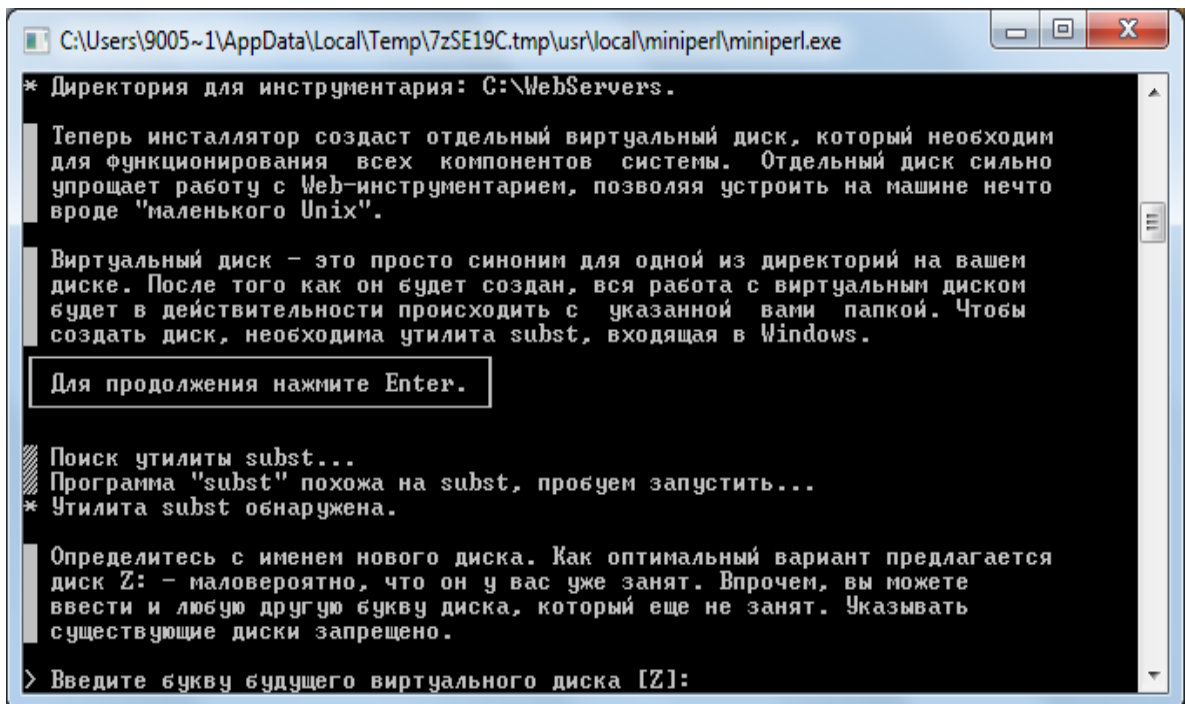 C:\Users\9005~1\AppData\Local\Temp\7zSE19C.tmp\usr\local\miniperl\miniperl.exe
* Директория для инструментария: C:\WebServers.
Теперь инсталлятор создаст отдельный виртуальный диск, который необходим
для функционирования всех компонентов системы. Отдельный диск сильно
упрощает работу с Web-инструментарием, позволяя устроить на машине нечто
вроде "маленького Unix".
Виртуальный диск - это просто синоним для одной из директорий на вашем
диске. После того как он будет создан, вся работа с виртуальным диском
будет в действительности происходить с указанной вами папкой. Чтобы
создать диск, необходима утилита subst, входящая в Windows.
Для продолжения нажмите Enter.
Поиск утилиты subst...
Программа "subst" похожа на subst, пробуем запустить...
* Утилита subst обнаружена.
Определитесь с именем нового диска. Как оптимальный вариант предлагается
диск Z: - маловероятно, что он у вас уже занят. Впрочем, вы можете
ввести и любую другую букву диска, который еще не занят. Указывать
существующие диски запрещено.
> Введите букву будущего виртуального диска [Z]: